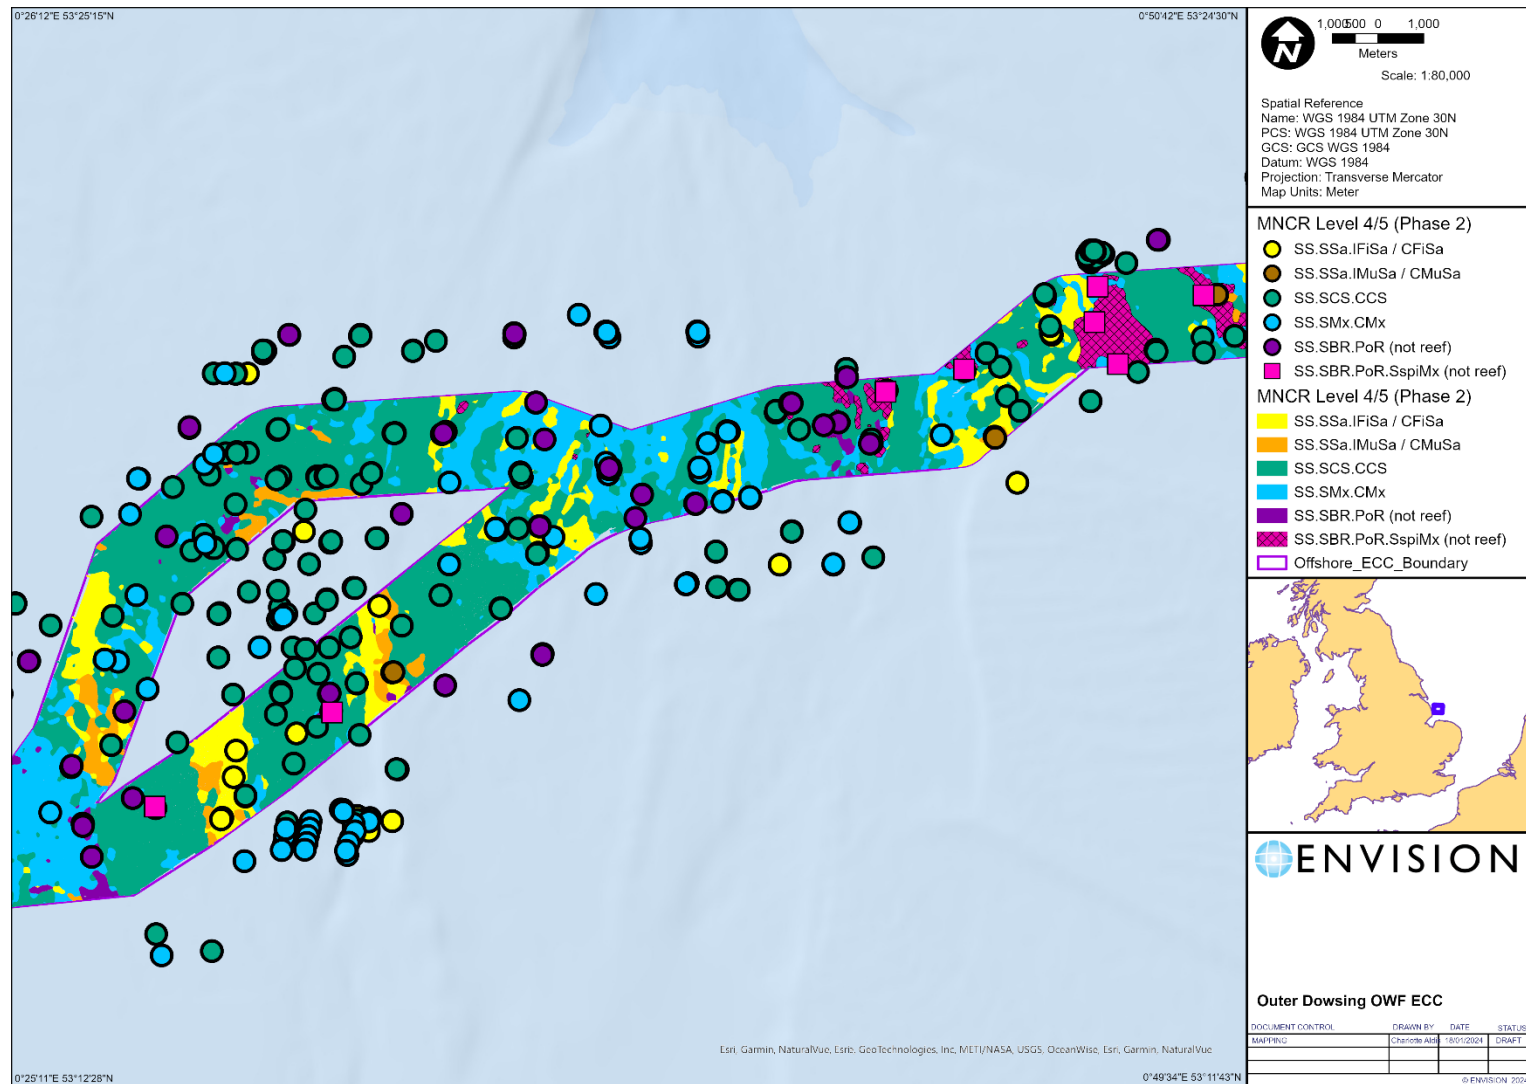 0°26'12"E 53°25'15"N
0°50'42"E 53°24'30"N
N
1,000500 0 1,000
Meters
Scale: 1:80,000
Spatial Reference
Name: WGS 1984 UTM Zone 30N
PCS: WGS 1984 UTM Zone 30N
GCS: GCS WGS 1984
Datum: WGS 1984
Projection: Transverse Mercator
Map Units: Meter
MNCR Level 4/5 (Phase 2)
SS.SSa.IFiSa / CFiSa
SS.SSa.IMuSa / CMuSa
SS.SCS.CCS
SS.SMx.CMx
SS.SBR.PoR (not reef)
SS.SBR.PoR.SspiMx (not reef)
MNCR Level 4/5 (Phase 2)
SS.SSa.IFiSa / CFiSa
SS.SSa.IMuSa / CMuSa
SS.SCS.CCS
SS.SMx.CMx
SS.SBR.PoR (not reef)
SS.SBR.PoR.SspiMx (not reef)
Offshore_ECC_Boundary
ENVISION
Outer Dowsing OWF ECC
DOCUMENT CONTROL DRAWN BY DATE STATUS
MAPPING Charlotte 18/01/2024 DRAFT
© ENVISION 2024
Esri, Garmin, NaturalVue, Esri, GeoTechnologies, Inc, METI/NASA, USGS, OceanWise, Esri, Garmin, NaturalVue
0°25'11"E 53°12'28"N
0°49'34"E 53°11'43"N